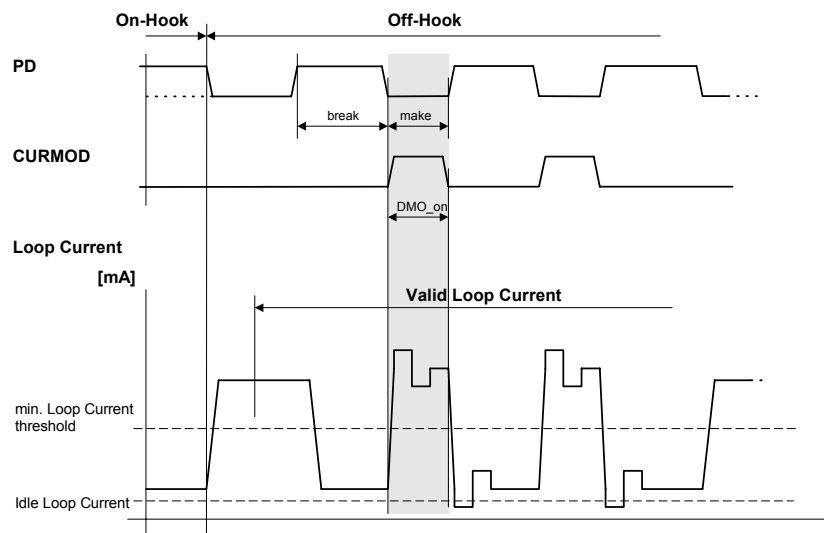 On-Hook
Off-Hook
PD
break
make
CURMOD
DMO_on
Loop Current
[mA]
Valid Loop Current
min. Loop Current
threshold
Idle Loop Current